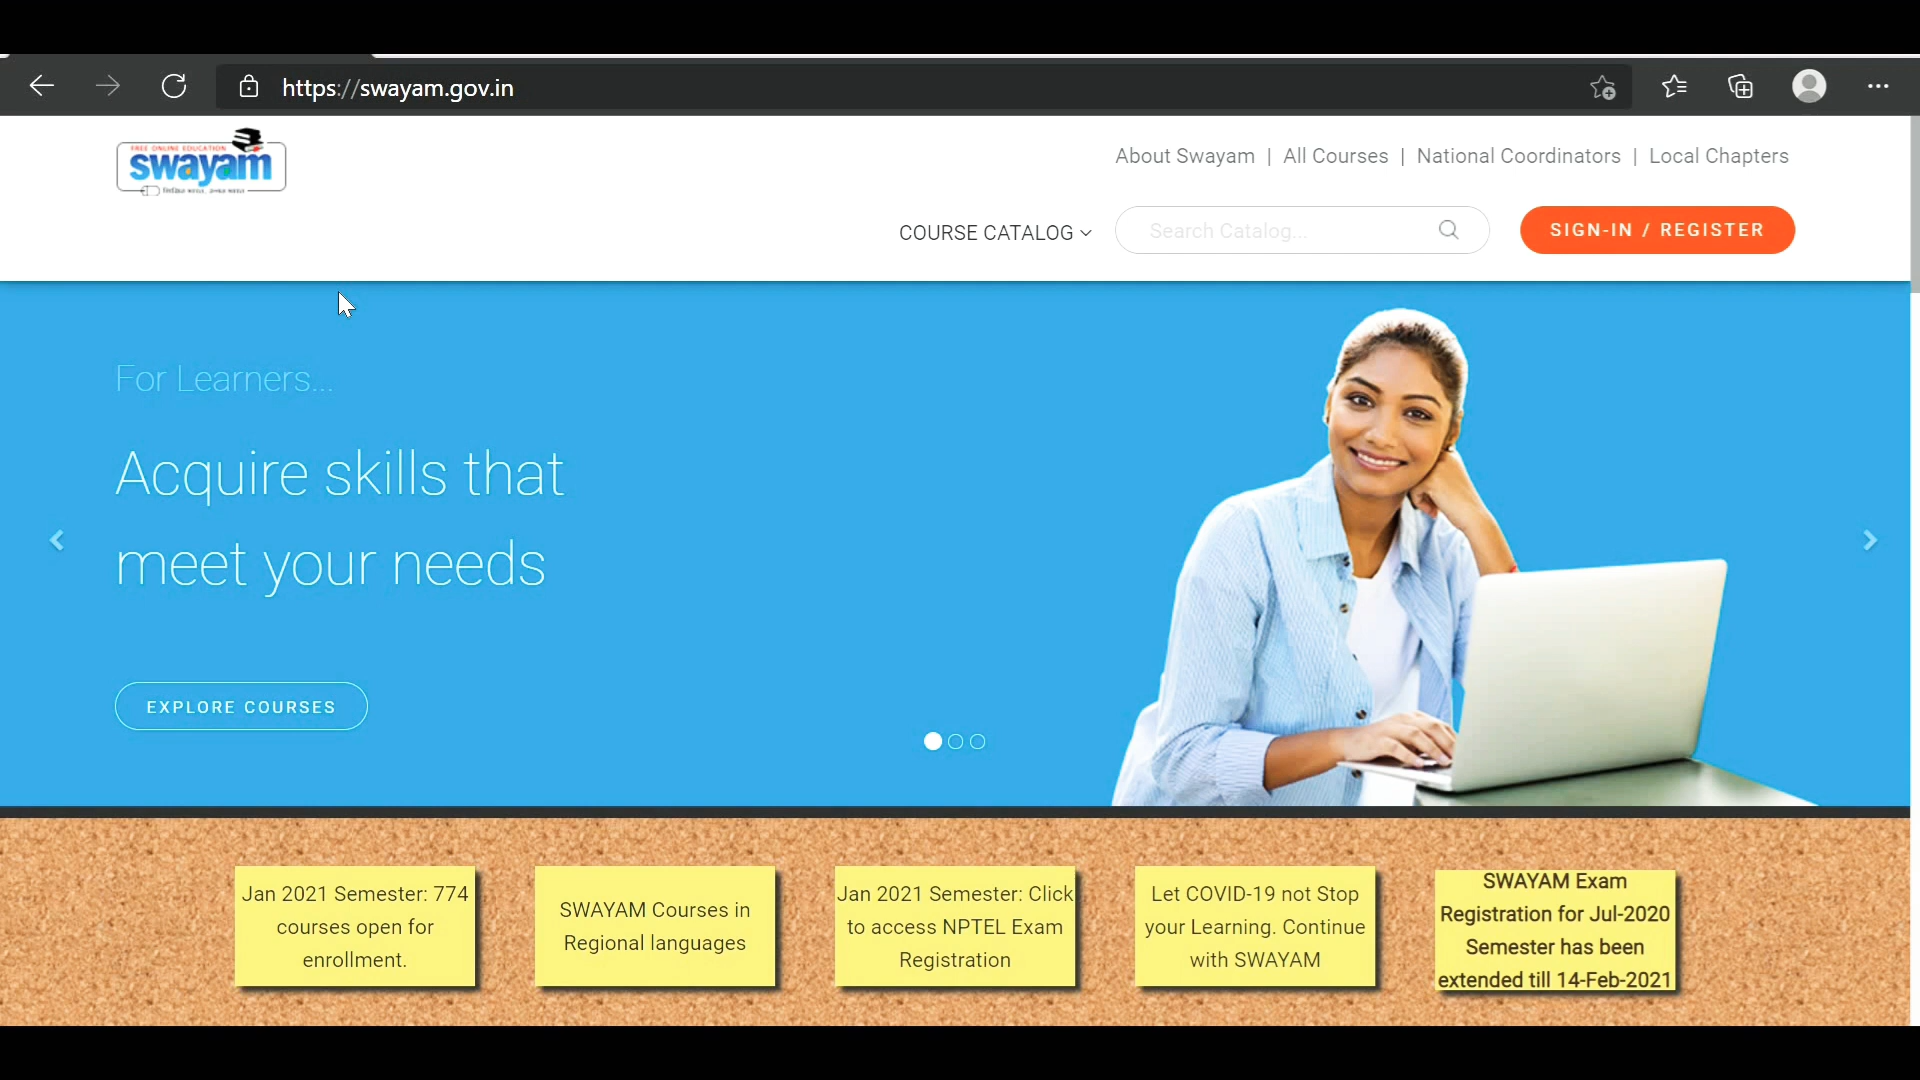 https://swayam.gov.in
FREE ONLINE EDUCATION
swayam
About Swayam | All Courses | National Coordinators | Local Chapters
COURSE CATALOG
Search Catalog...
SIGN-IN / REGISTER
For Learners...
Acquire skills that
meet your needs
EXPLORE COURSES
Jan 2021 Semester: 774
courses open for
enrollment.
SWAYAM Courses in
Regional languages
Jan 2021 Semester: Click
to access NPTEL Exam
Registration
Let COVID-19 not Stop
your Learning. Continue
with SWAYAM
SWAYAM Exam
Registration for Jul-2020
Semester has been
extended till 14-Feb-2021